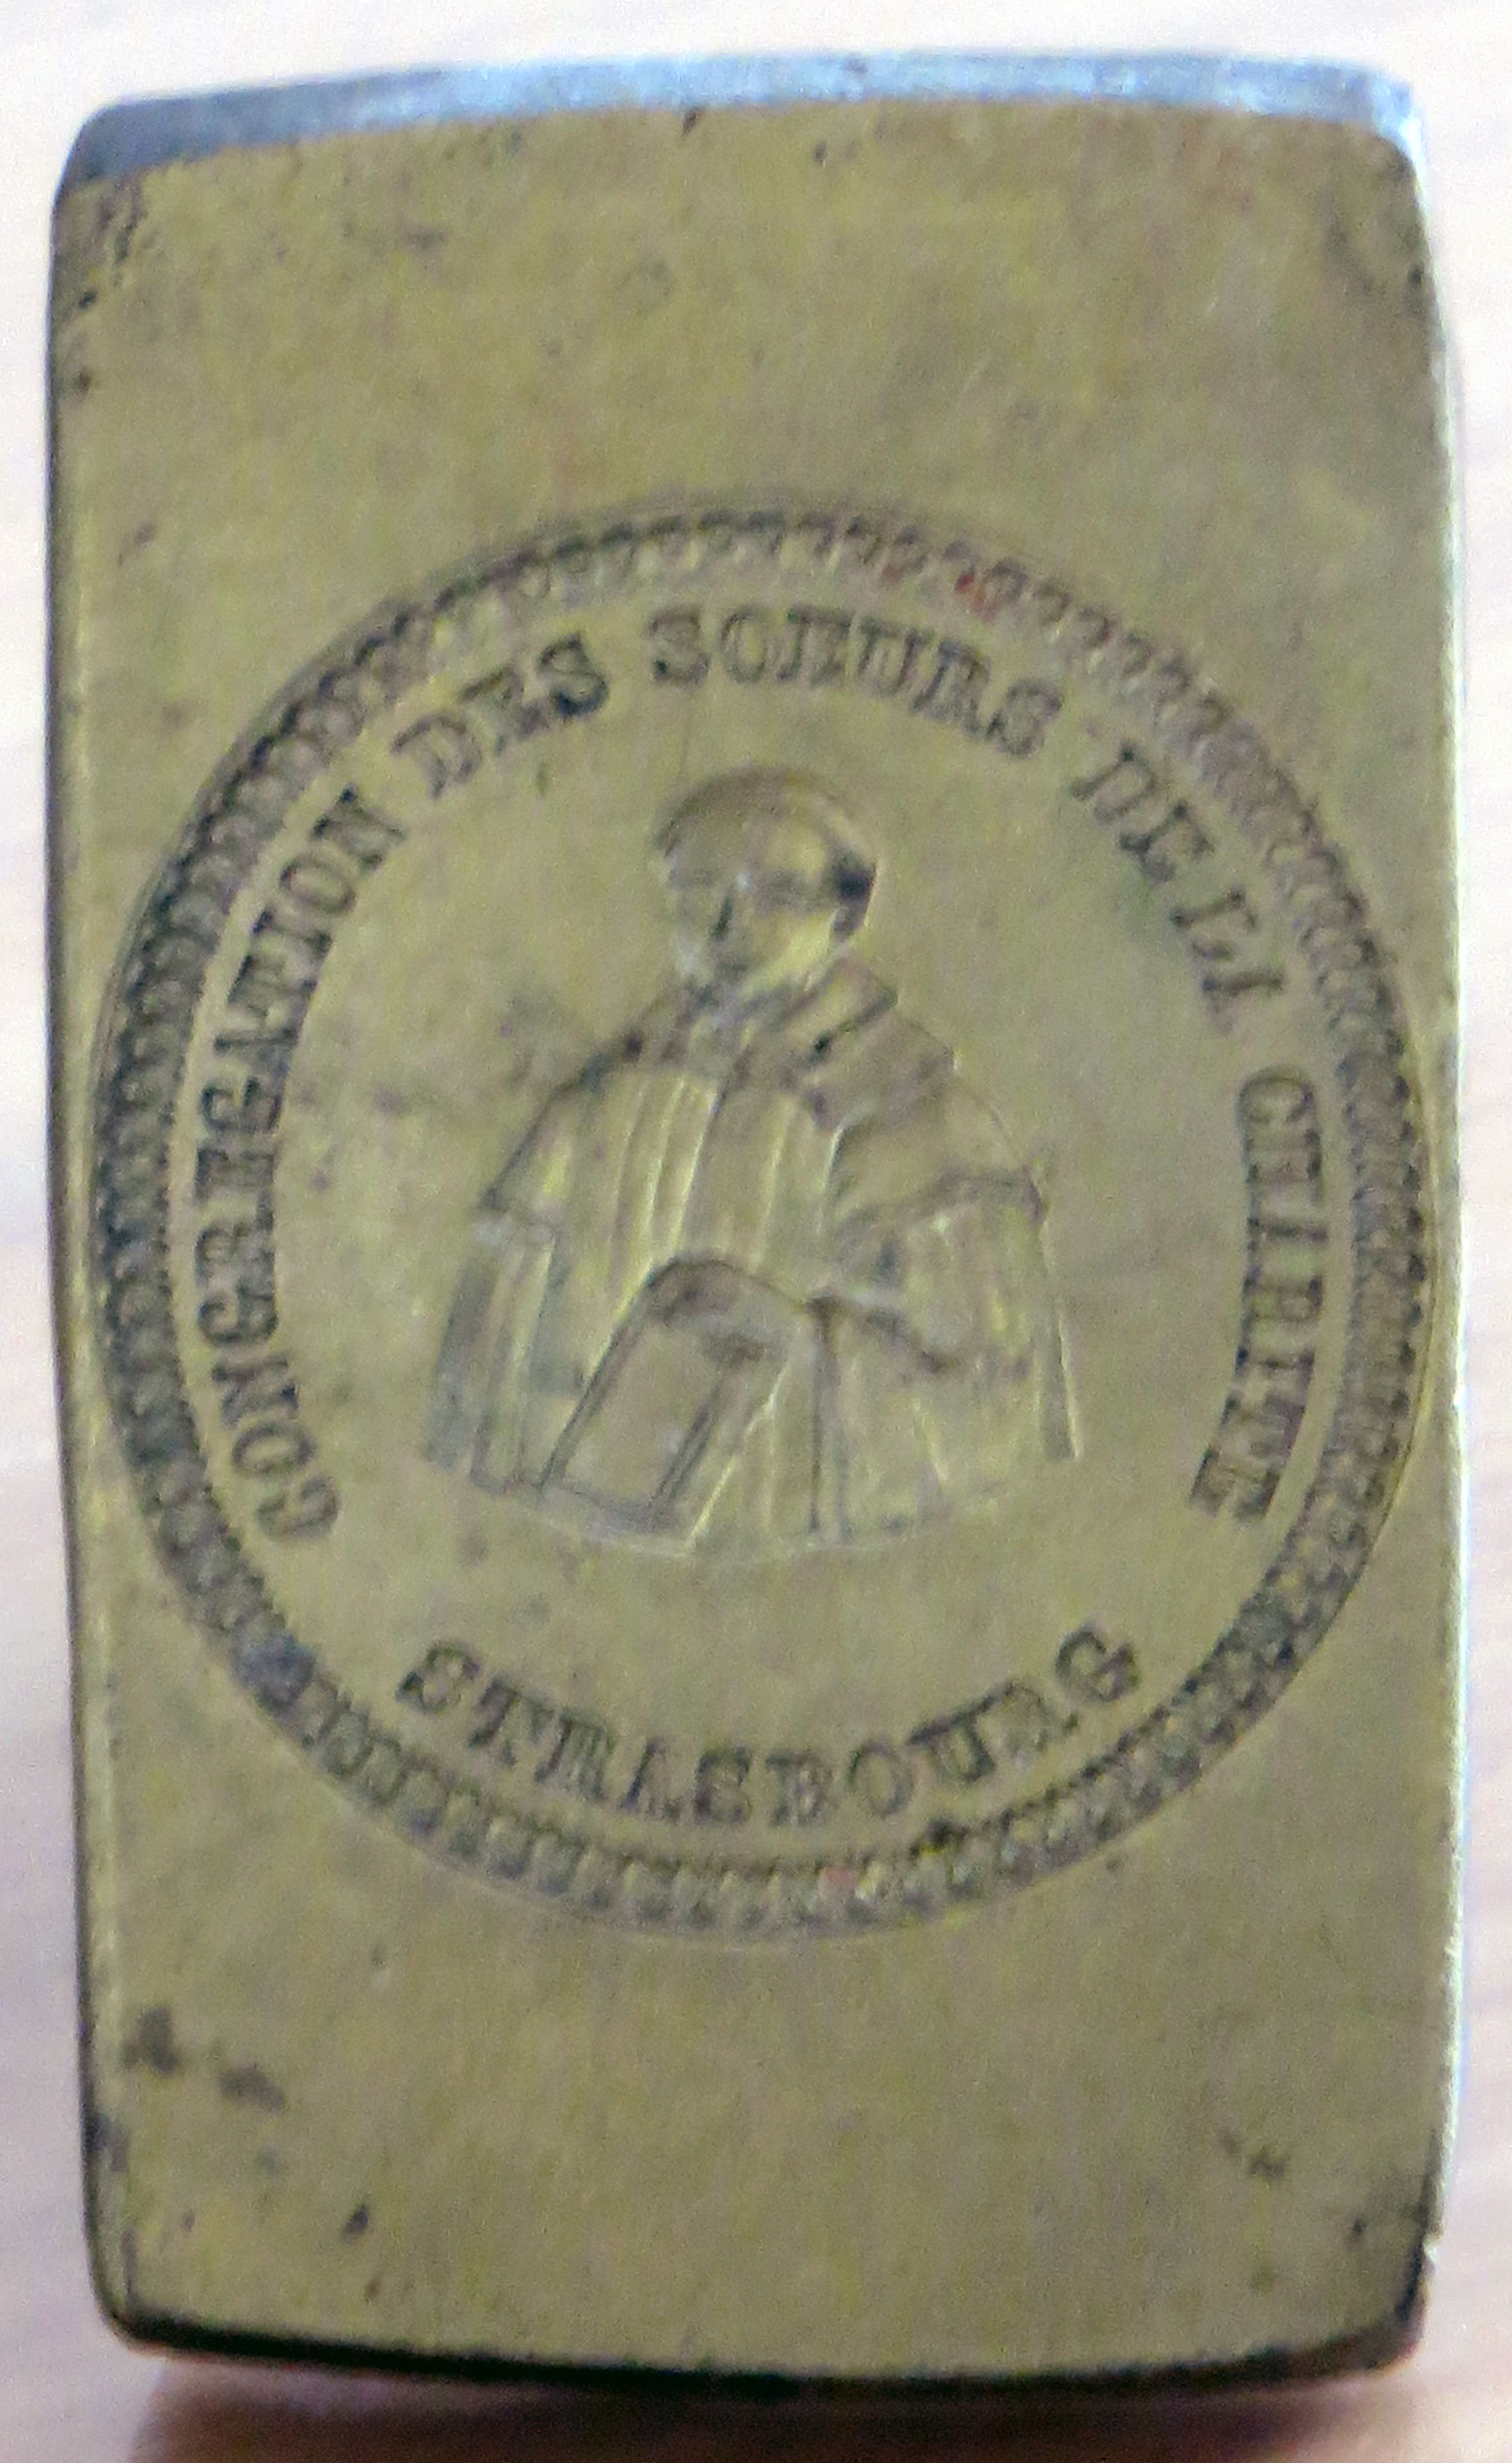 CONGREGATION DES SOEURS DE LA CHARITE
STRASBOURG